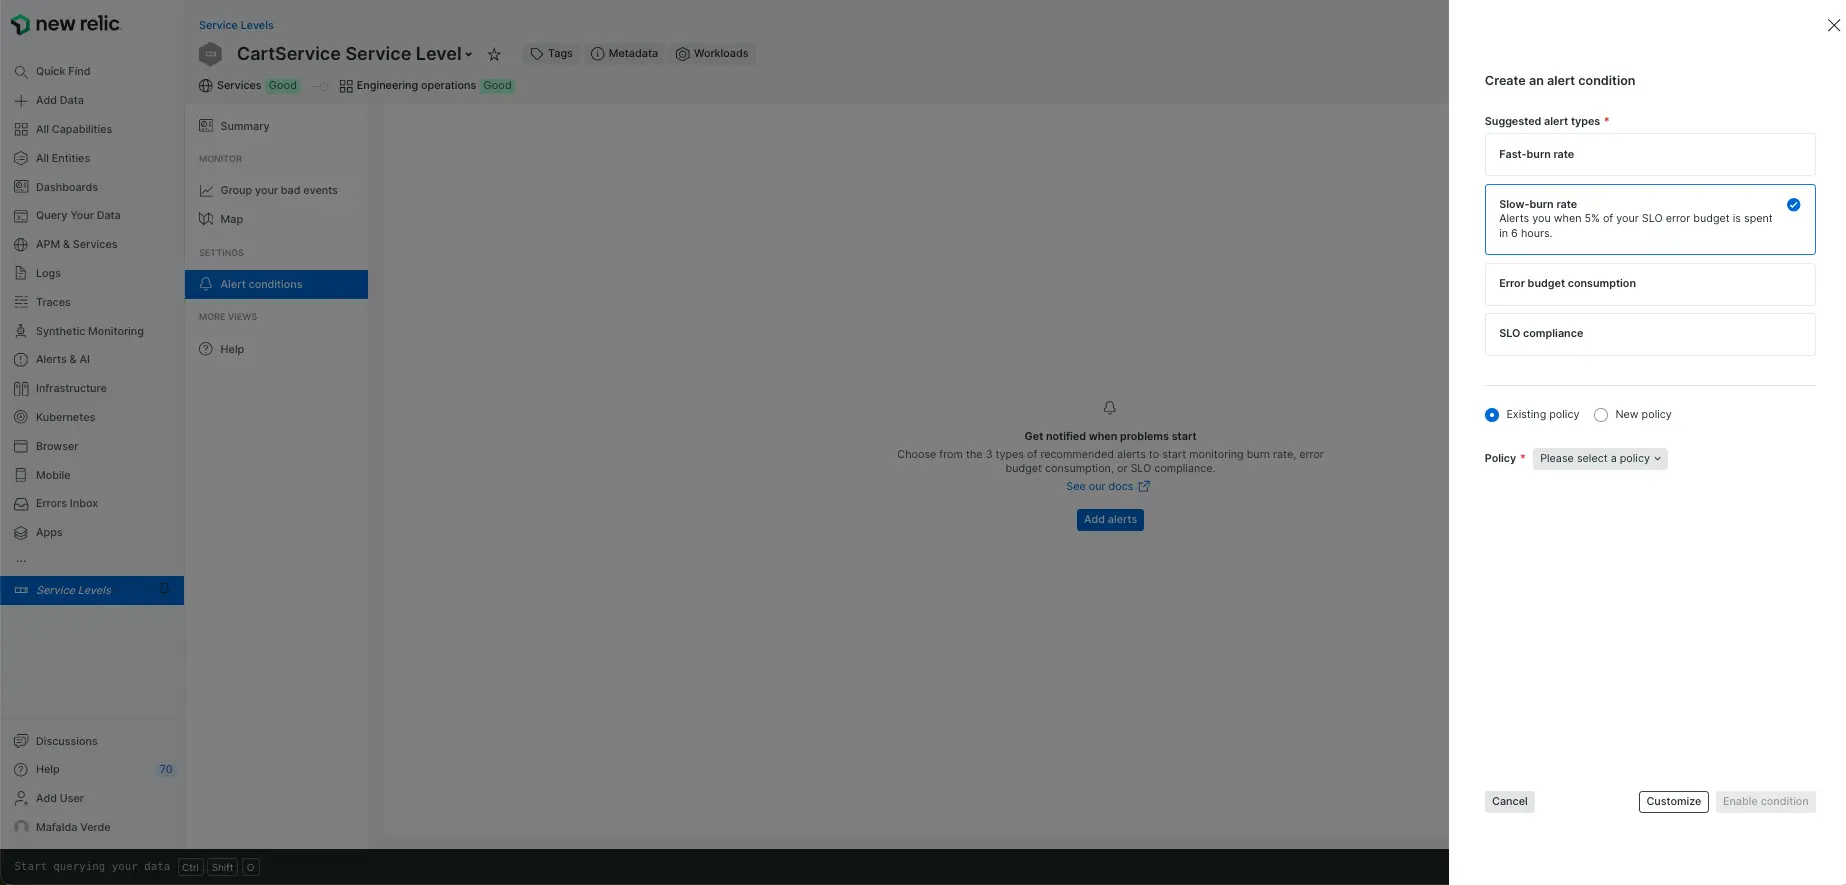 new relic
Quick Find
Add Data
All Capabilities
All Entities
Dashboards
Query Your Data
APM & Services
Logs
Traces
Synthetic Monitoring
Alerts & AI
Infrastructure
Kubernetes
Browser
Mobile
Errors Inbox
Apps
...
Service Levels
Discussions
Help 70
Add User
Mafalda Verde
Service Levels
CartService Service Level Tags Metadata Workloads
Services Good Engineering operations Good
Summary
MONITOR
Group your bad events
Map
SETTINGS
Alert conditions
MORE VIEWS
Help
Get notified when problems start
Choose from the 3 types of recommended alerts to start monitoring burn rate, error
budget consumption, or SLO compliance.
See our docs
Add alerts
Start querying your data Ctrl Shift O
Create an alert condition
Suggested alert types *
Fast-burn rate
Slow-burn rate
Alerts you when 5% of your SLO error budget is spent
in 6 hours.
Error budget consumption
SLO compliance
Existing policy New policy
Policy * Please select a policy
Cancel Customize Enable condition